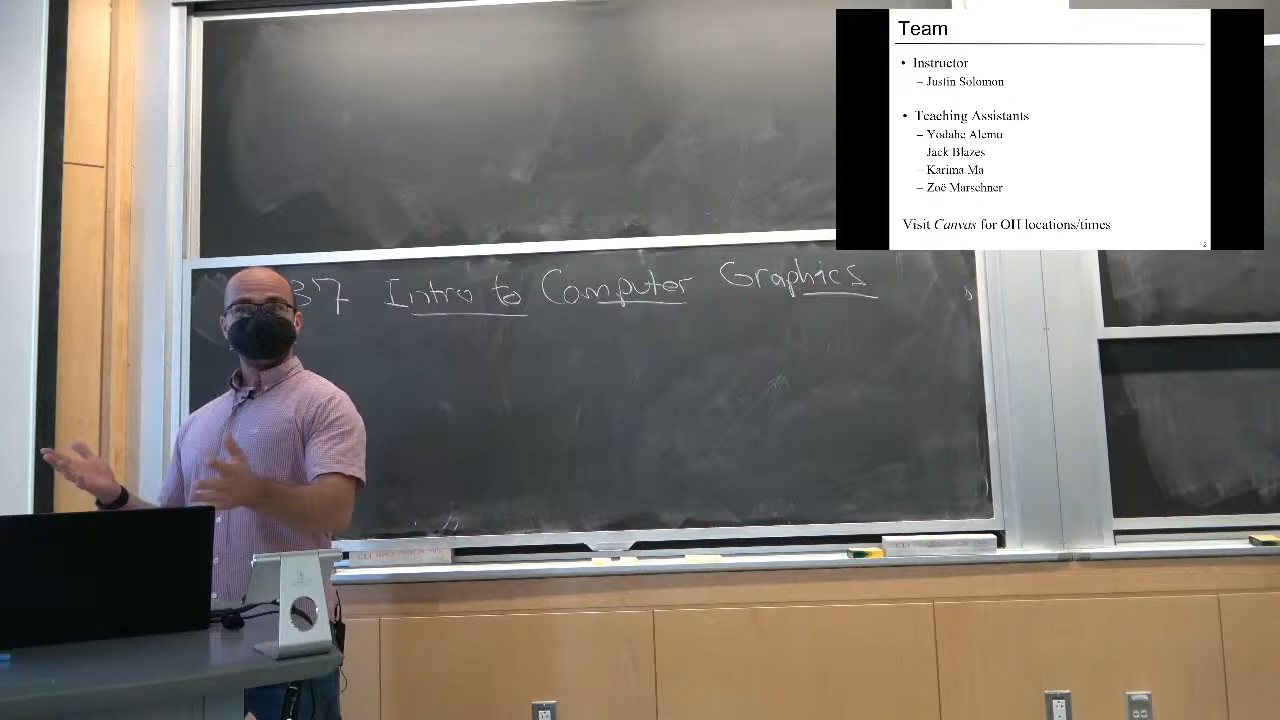 Team
• Instructor
– Justin Solomon
• Teaching Assistants
– Yodahe Alemu
Jack Blazes
– Karima Ma
– Zoë Marschner
Visit Canvas for OH locations/times
2
37 Intro to Computer Graphics